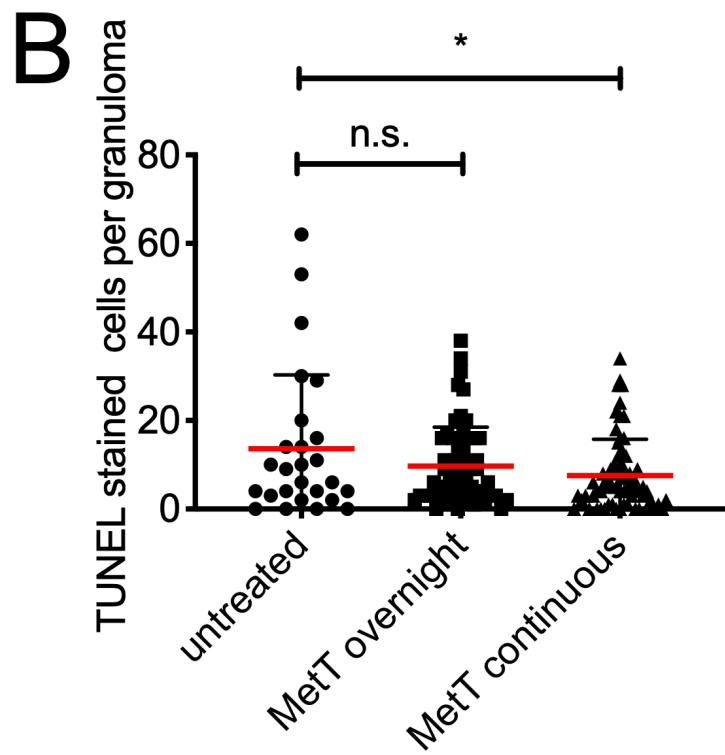 B
TUNEL stained cells per granuloma
*
n.s.
80
60
40
20
0
untreated
MetT overnight
MetT continuous